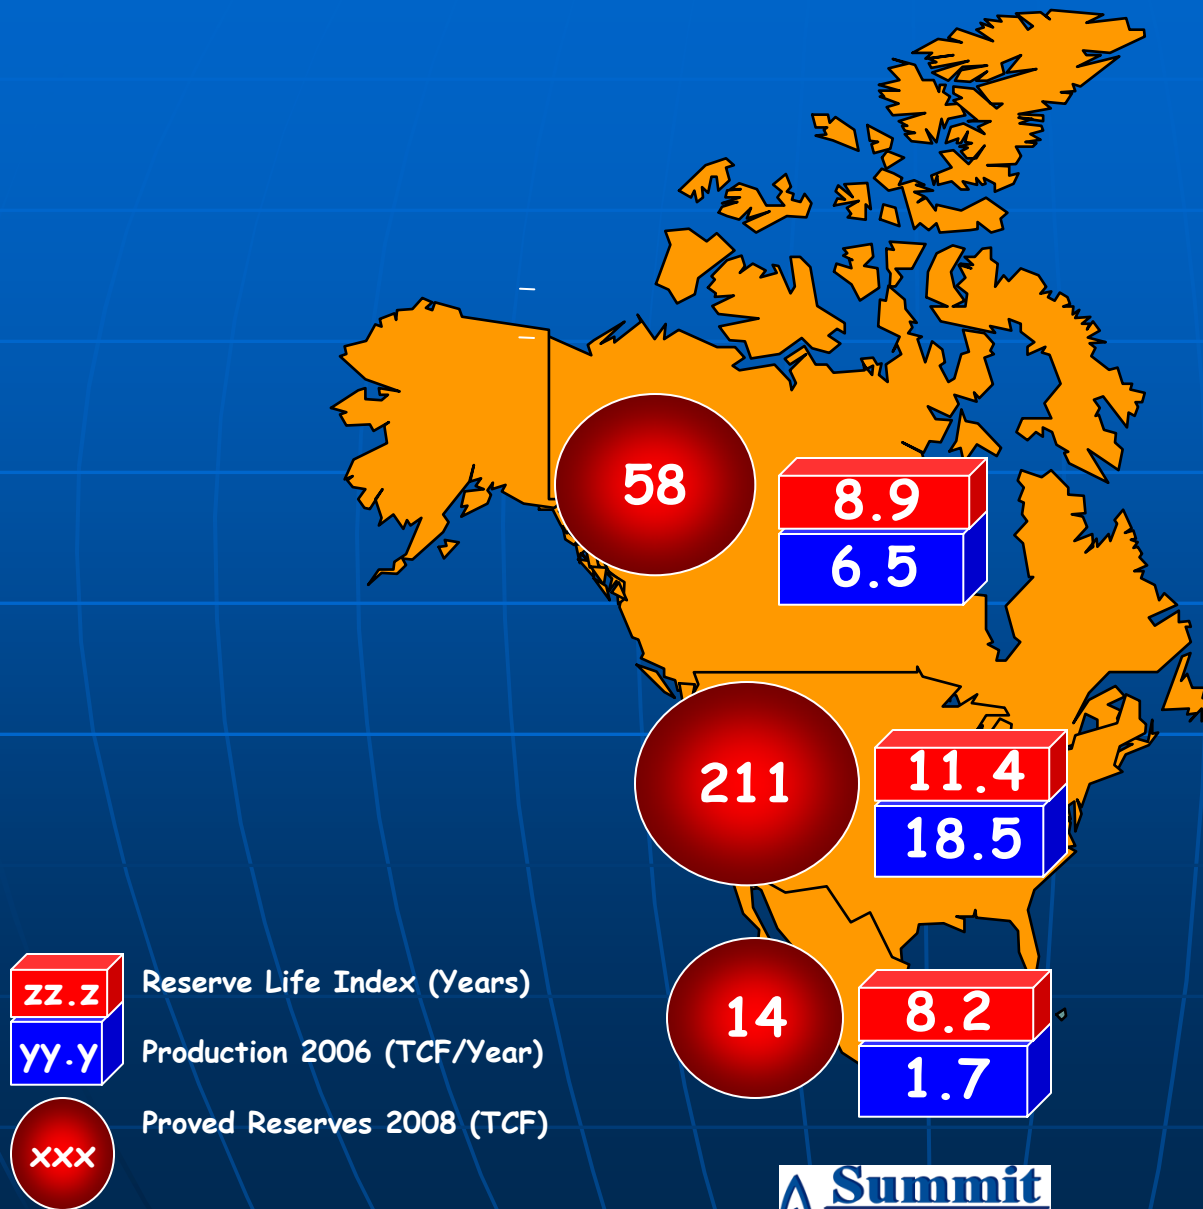 58
8.9
6.5
211
11.4
18.5
14
8.2
1.7
zz.z Reserve Life Index (Years)
yy.y Production 2006 (TCF/Year)
xxx Proved Reserves 2008 (TCF)
Summit